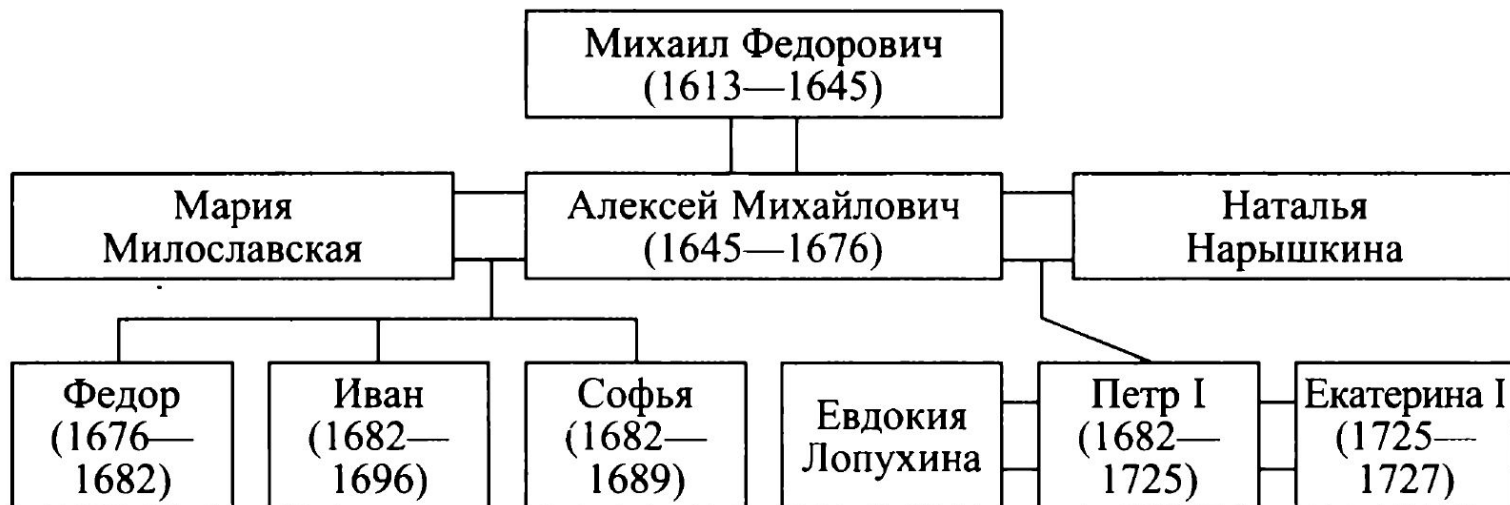 Михаил Федорович
(1613—1645)
Мария
Милославская
Алексей Михайлович
(1645—1676)
Наталья
Нарышкина
Федор
(1676—
1682)
Иван
(1682—
1696)
Софья
(1682—
1689)
Евдокия
Лопухина
Петр I
(1682—
1725)
Екатерина I
(1725—
1727)